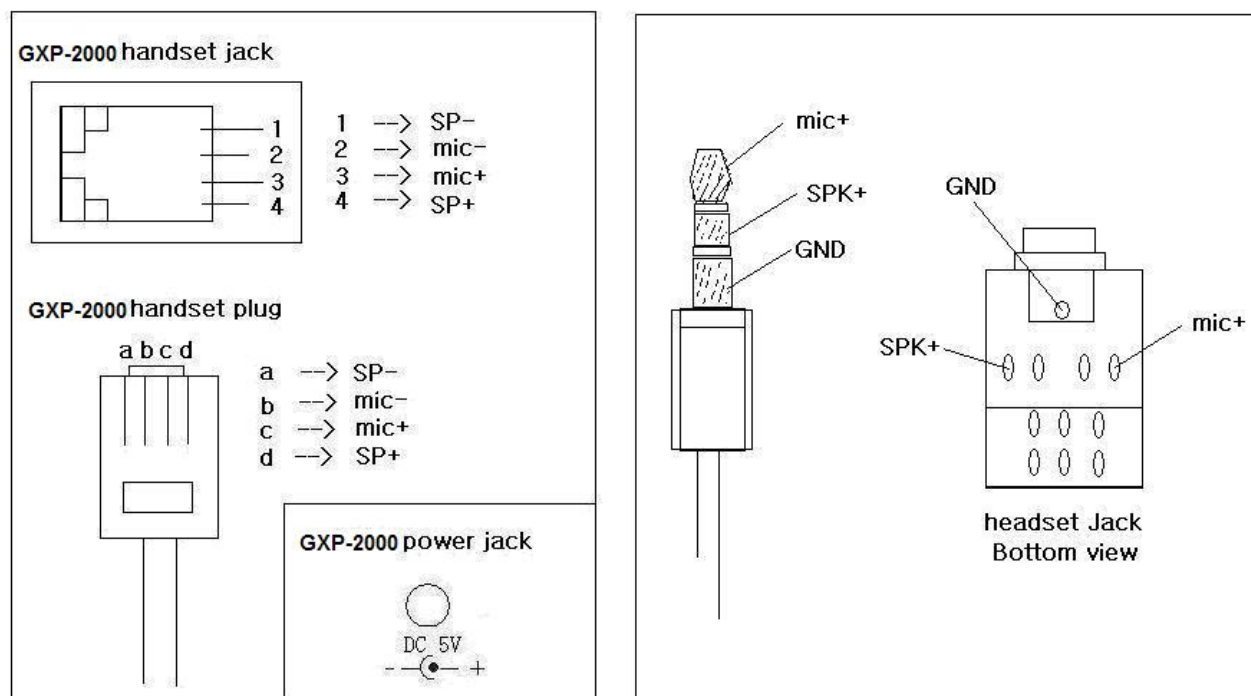 GXP-2000 handset jack
1
2
3
4
1 --> SP-
2 --> mic-
3 --> mic+
4 --> SP+
GXP-2000 handset plug
a b c d
a --> SP-
b --> mic-
c --> mic+
d --> SP+
GXP-2000 power jack
DC 5V
- +
mic+
SPK+
GND
GND
SPK+
mic+
headset Jack
Bottom view